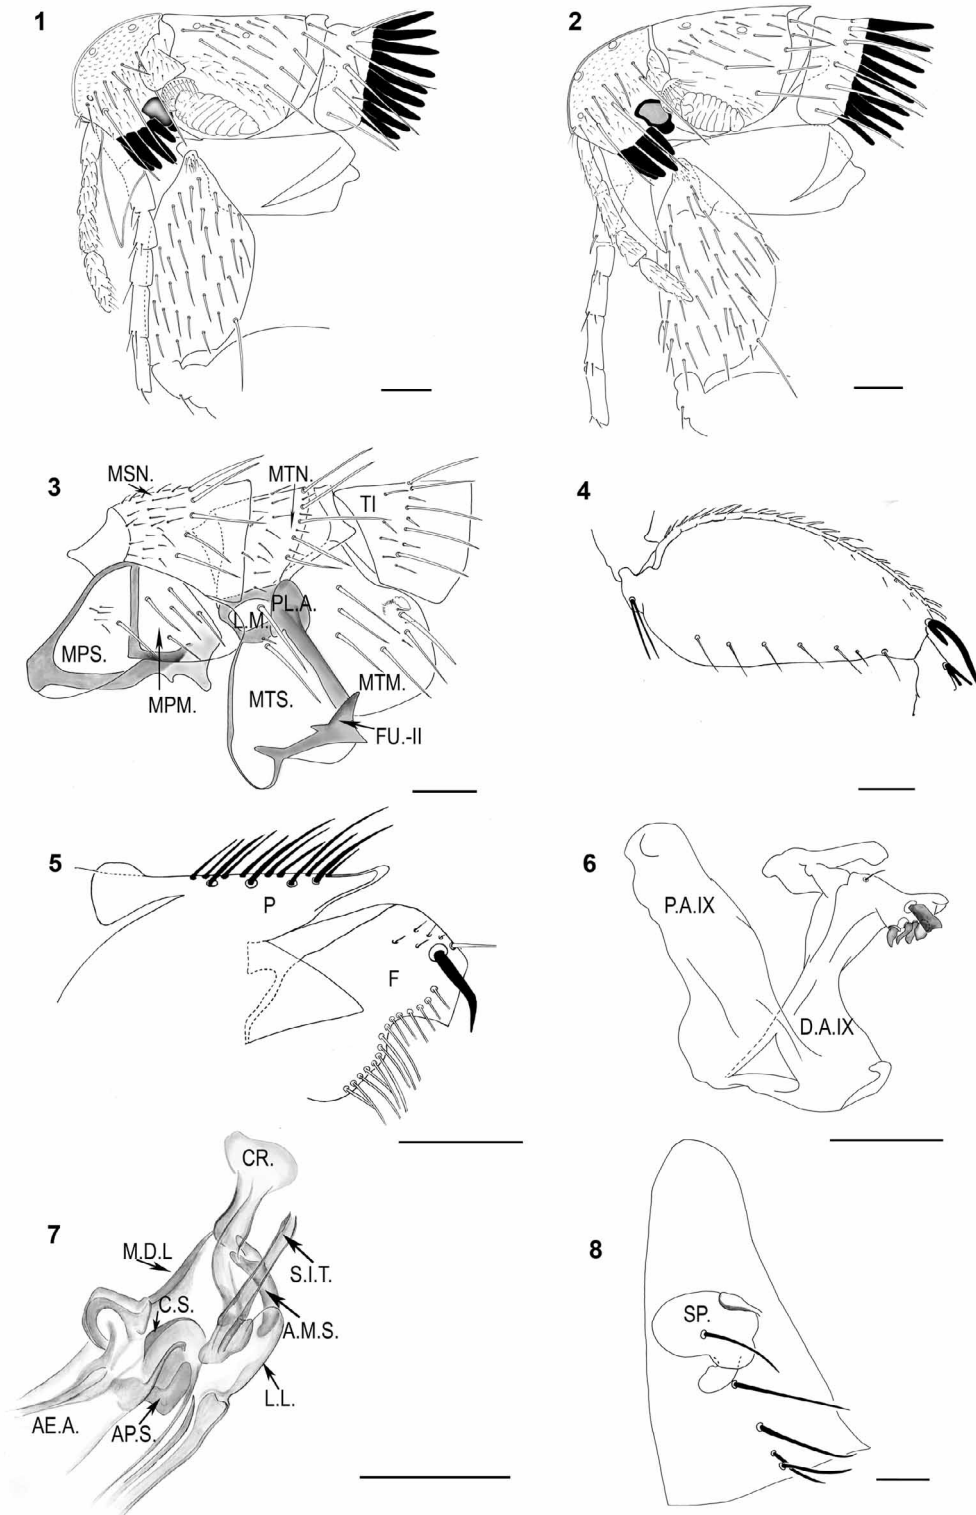 1
2
3
MSN.
MTN.
TI
L.M.
PL.A.
MPS.
MPM.
MTS.
MTM.
FU.-II
4
5
P
F
6
P.A.IX
D.A.IX
7
CR.
M.D.L
C.S.
S.I.T.
A.M.S.
L.L.
AE.A.
AP.S.
8
SP.